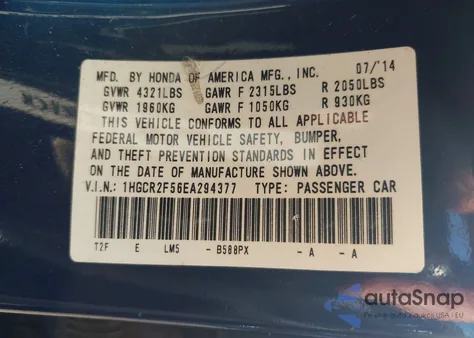 MFD. BY HONDA OF AMERICA MFG., INC. 07/14
GVWR 4321LBS GAWR F 2315LBS R 2050LBS
GVWR 1960KG GAWR F 1050KG R 930KG
THIS VEHICLE CONFORMS TO ALL APPLICABLE
FEDERAL MOTOR VEHICLE SAFETY, BUMPER,
AND THEFT PREVENTION STANDARDS IN EFFECT
ON THE DATE OF MANUFACTURE SHOWN ABOVE.
V.I.N.: 1HGCR2F56EA294377 TYPE: PASSENGER CAR
T2F E LM5 - B588PX - A - A
autoSnap